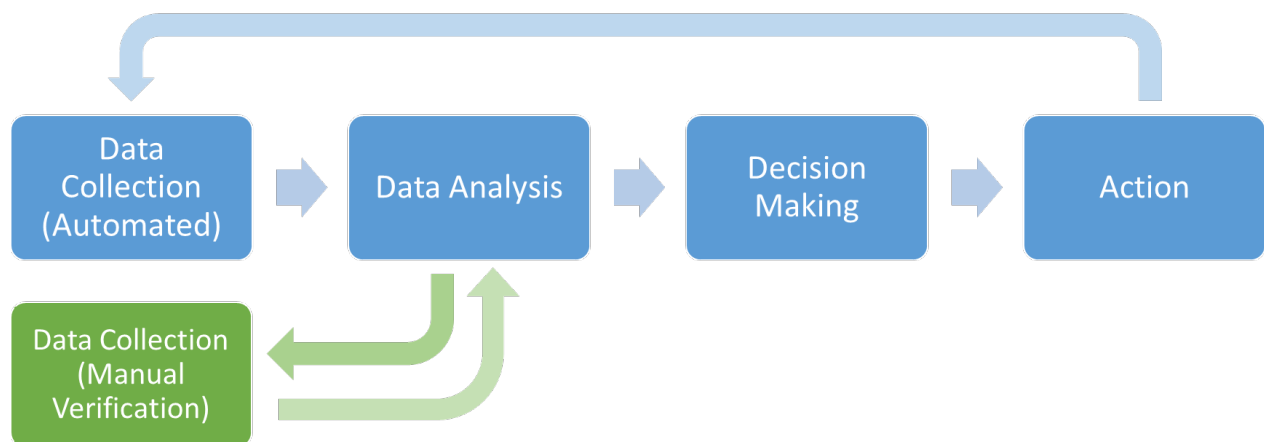 Data
Collection
(Automated)
Data Analysis
Decision
Making
Action
Data Collection
(Manual
Verification)